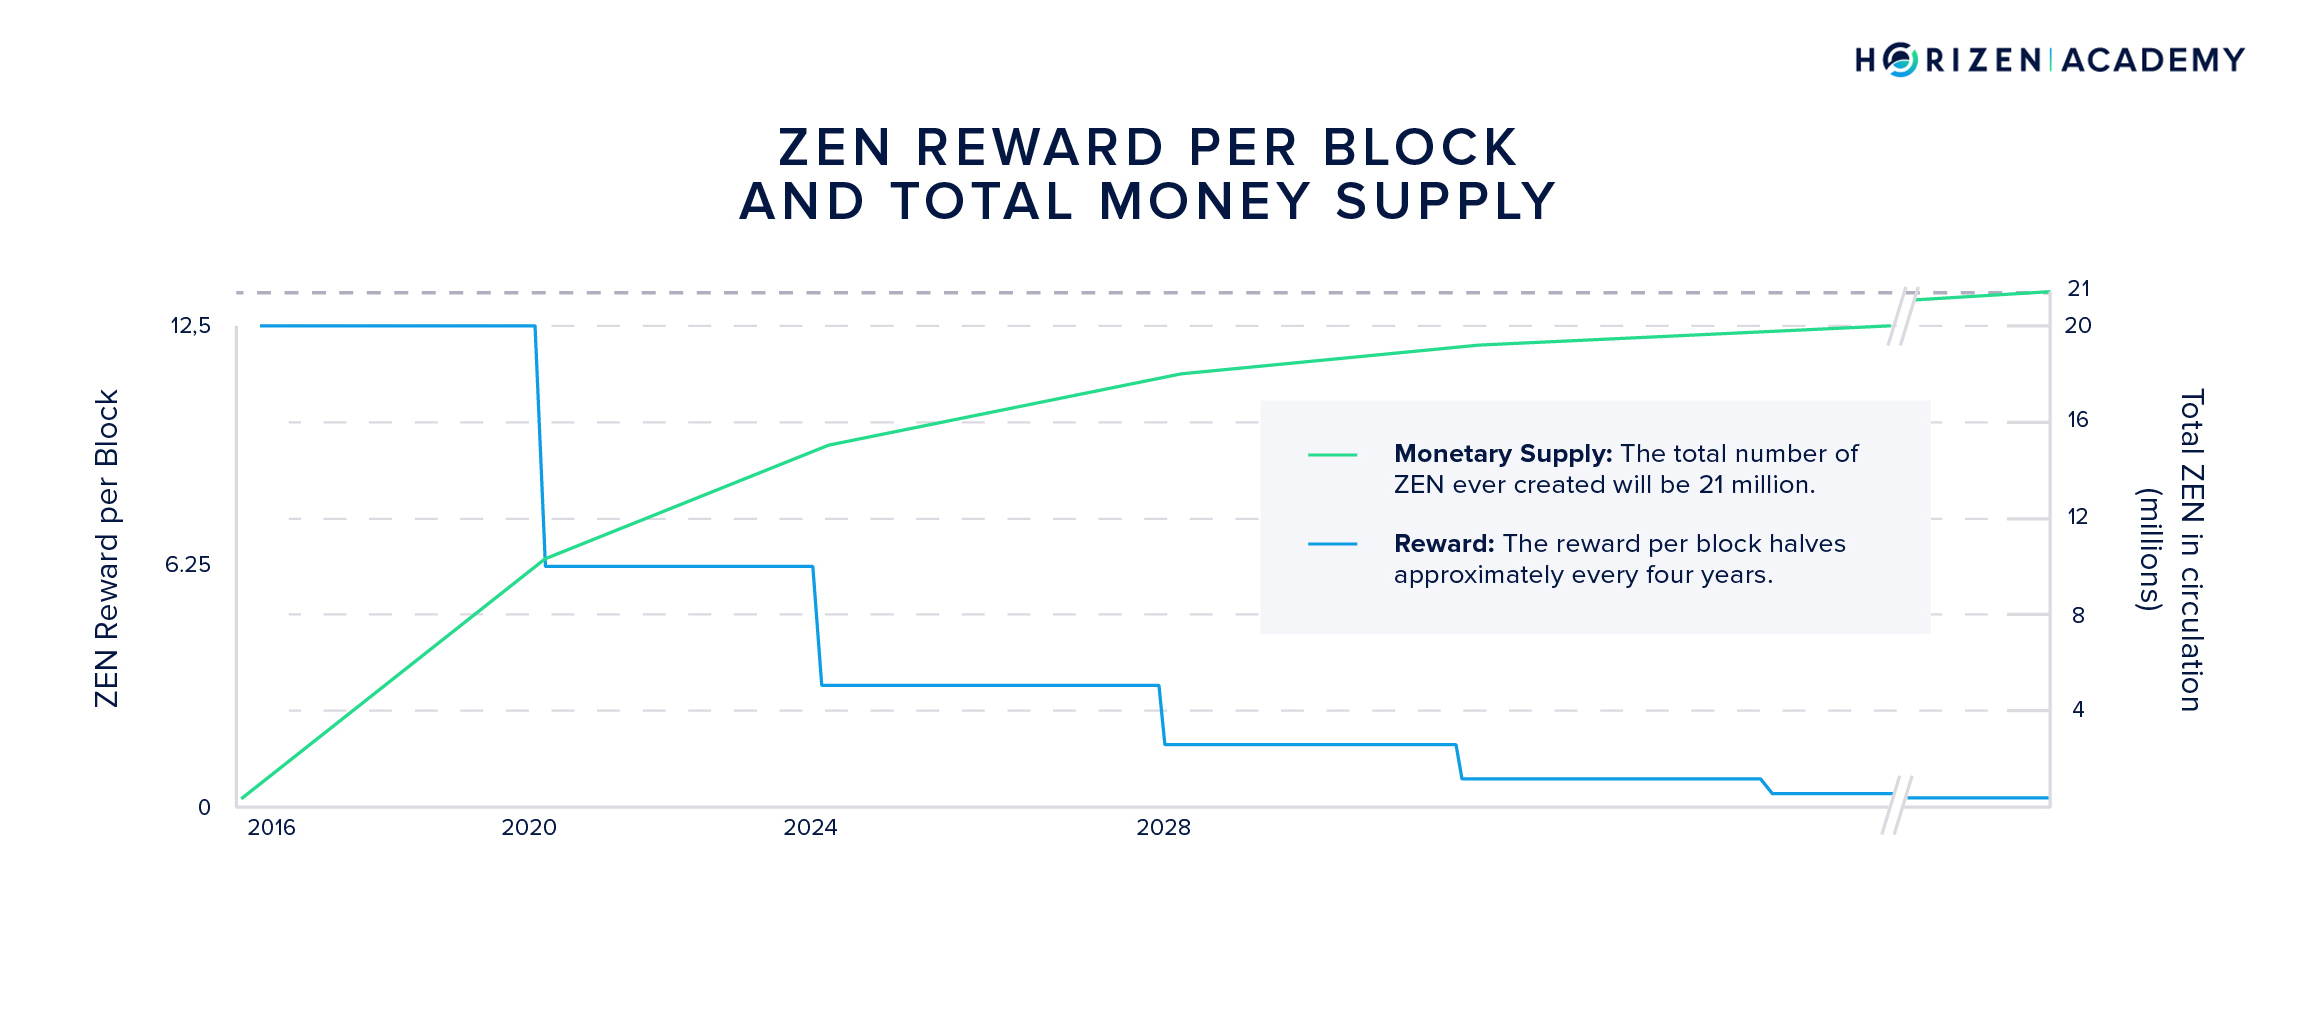 HORIZEN | ACADEMY
ZEN REWARD PER BLOCK
AND TOTAL MONEY SUPPLY
ZEN Reward per Block
12,5
6.25
0
2016
2020
2024
2028
21
20
16
12
8
4
Total ZEN in circulation
(millions)
Monetary Supply: The total number of
ZEN ever created will be 21 million.
Reward: The reward per block halves
approximately every four years.